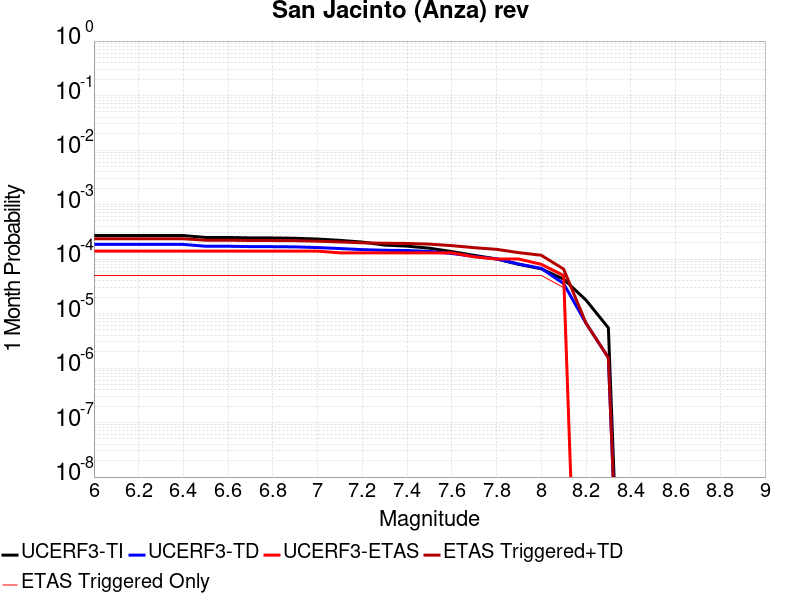 San Jacinto (Anza) rev
10^0
10^-1
10^-2
10^-3
10^-4
10^-5
10^-6
10^-7
10^-8
1 Month Probability
6 6.2 6.4 6.6 6.8 7 7.2 7.4 7.6 7.8 8 8.2 8.4 8.6 8.8 9
Magnitude
UCERF3-TI UCERF3-TD UCERF3-ETAS ETAS Triggered+TD
ETAS Triggered Only